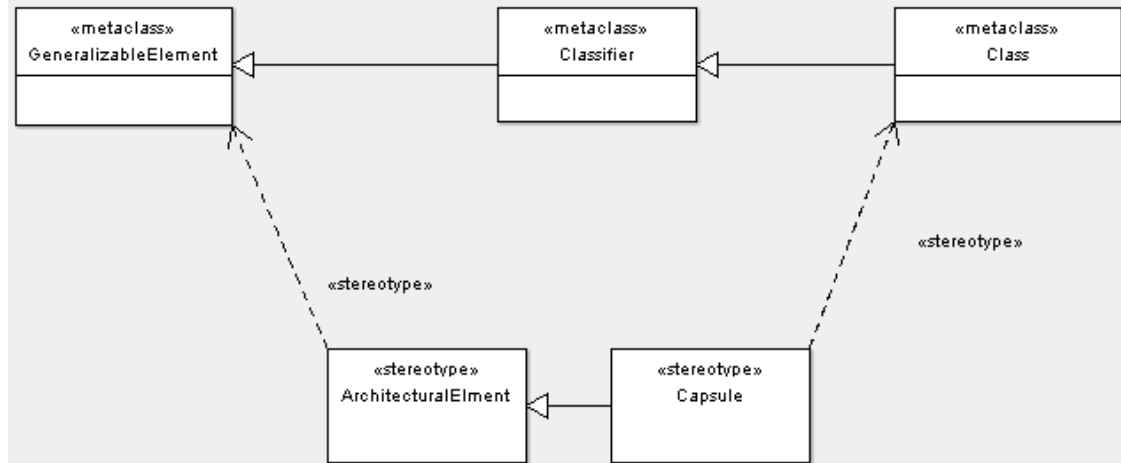 «metaclass»
GeneralizableElement
«metaclass»
Classifier
«metaclass»
Class
«stereotype»
«stereotype»
«stereotype»
ArchitecturalElment
«stereotype»
Capsule